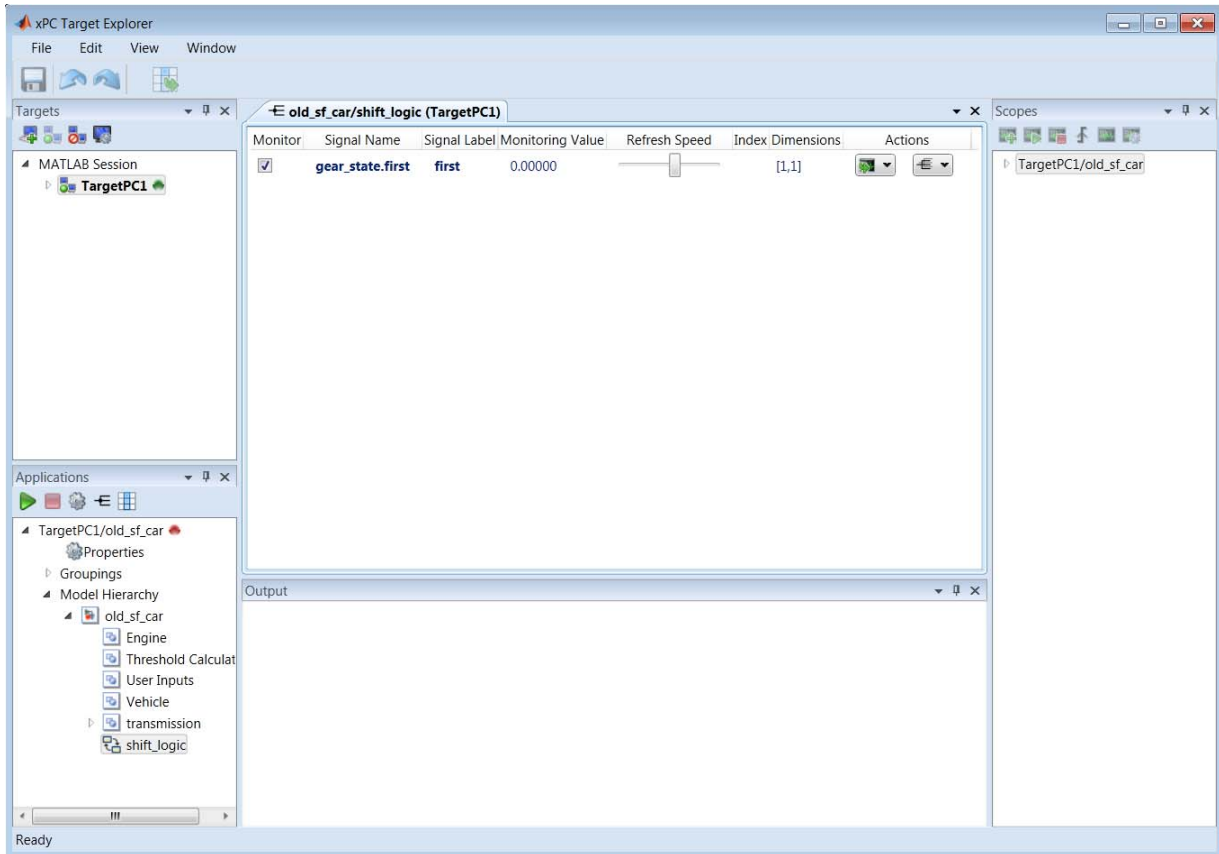 xPC Target Explorer
File Edit View Window
Targets
MATLAB Session
TargetPC1
Applications
TargetPC1/old_sf_car
Properties
Groupings
Model Hierarchy
old_sf_car
Engine
Threshold Calculat
User Inputs
Vehicle
transmission
shift_logic
old_sf_car/shift_logic (TargetPC1)
Monitor Signal Name Signal Label Monitoring Value Refresh Speed Index Dimensions Actions
gear_state.first first 0.00000 [1,1]
Output
Scopes
TargetPC1/old_sf_car
Ready